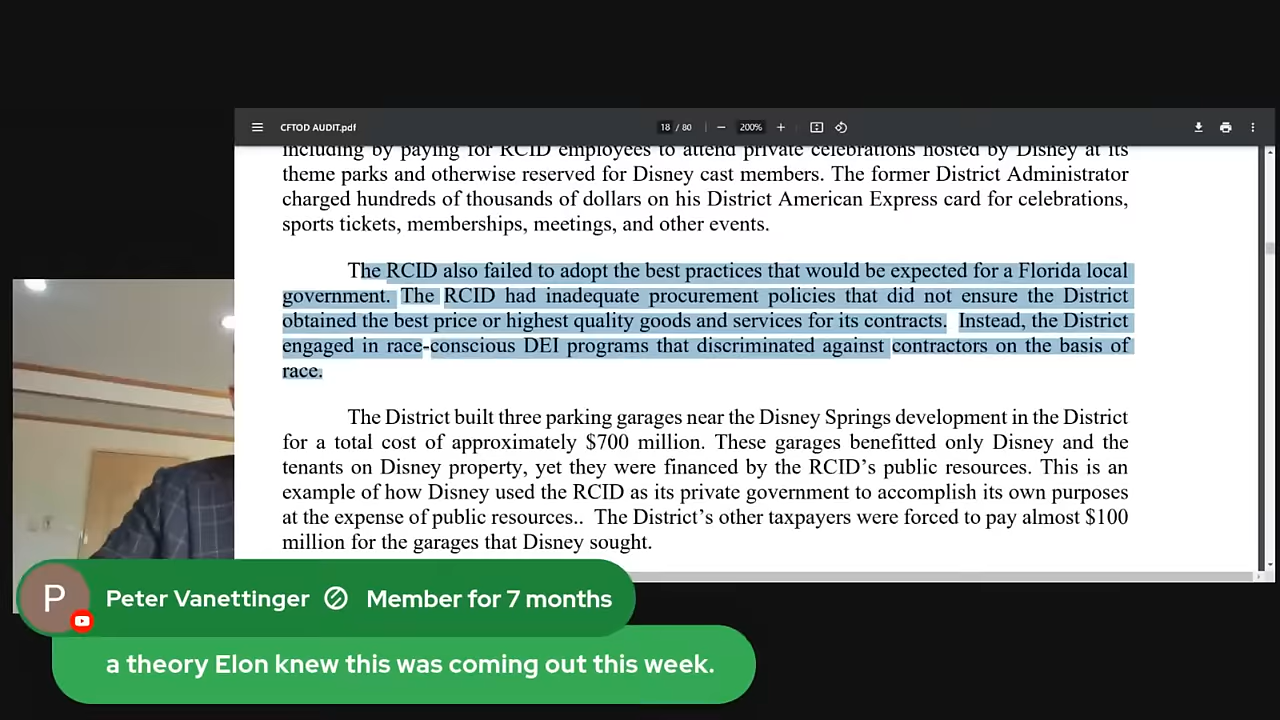 CFTOD AUDIT.pdf
18 / 80
200%
including by paying for RCID employees to attend private celebrations hosted by Disney at its
theme parks and otherwise reserved for Disney cast members. The former District Administrator
charged hundreds of thousands of dollars on his District American Express card for celebrations,
sports tickets, memberships, meetings, and other events.
The RCID also failed to adopt the best practices that would be expected for a Florida local
government. The RCID had inadequate procurement policies that did not ensure the District
obtained the best price or highest quality goods and services for its contracts. Instead, the District
engaged in race-conscious DEI programs that discriminated against contractors on the basis of
race.
The District built three parking garages near the Disney Springs development in the District
for a total cost of approximately $700 million. These garages benefitted only Disney and the
tenants on Disney property, yet they were financed by the RCID’s public resources. This is an
example of how Disney used the RCID as its private government to accomplish its own purposes
at the expense of public resources.. The District’s other taxpayers were forced to pay almost $100
million for the garages that Disney sought.
P
Peter Vanettinger Member for 7 months
a theory Elon knew this was coming out this week.